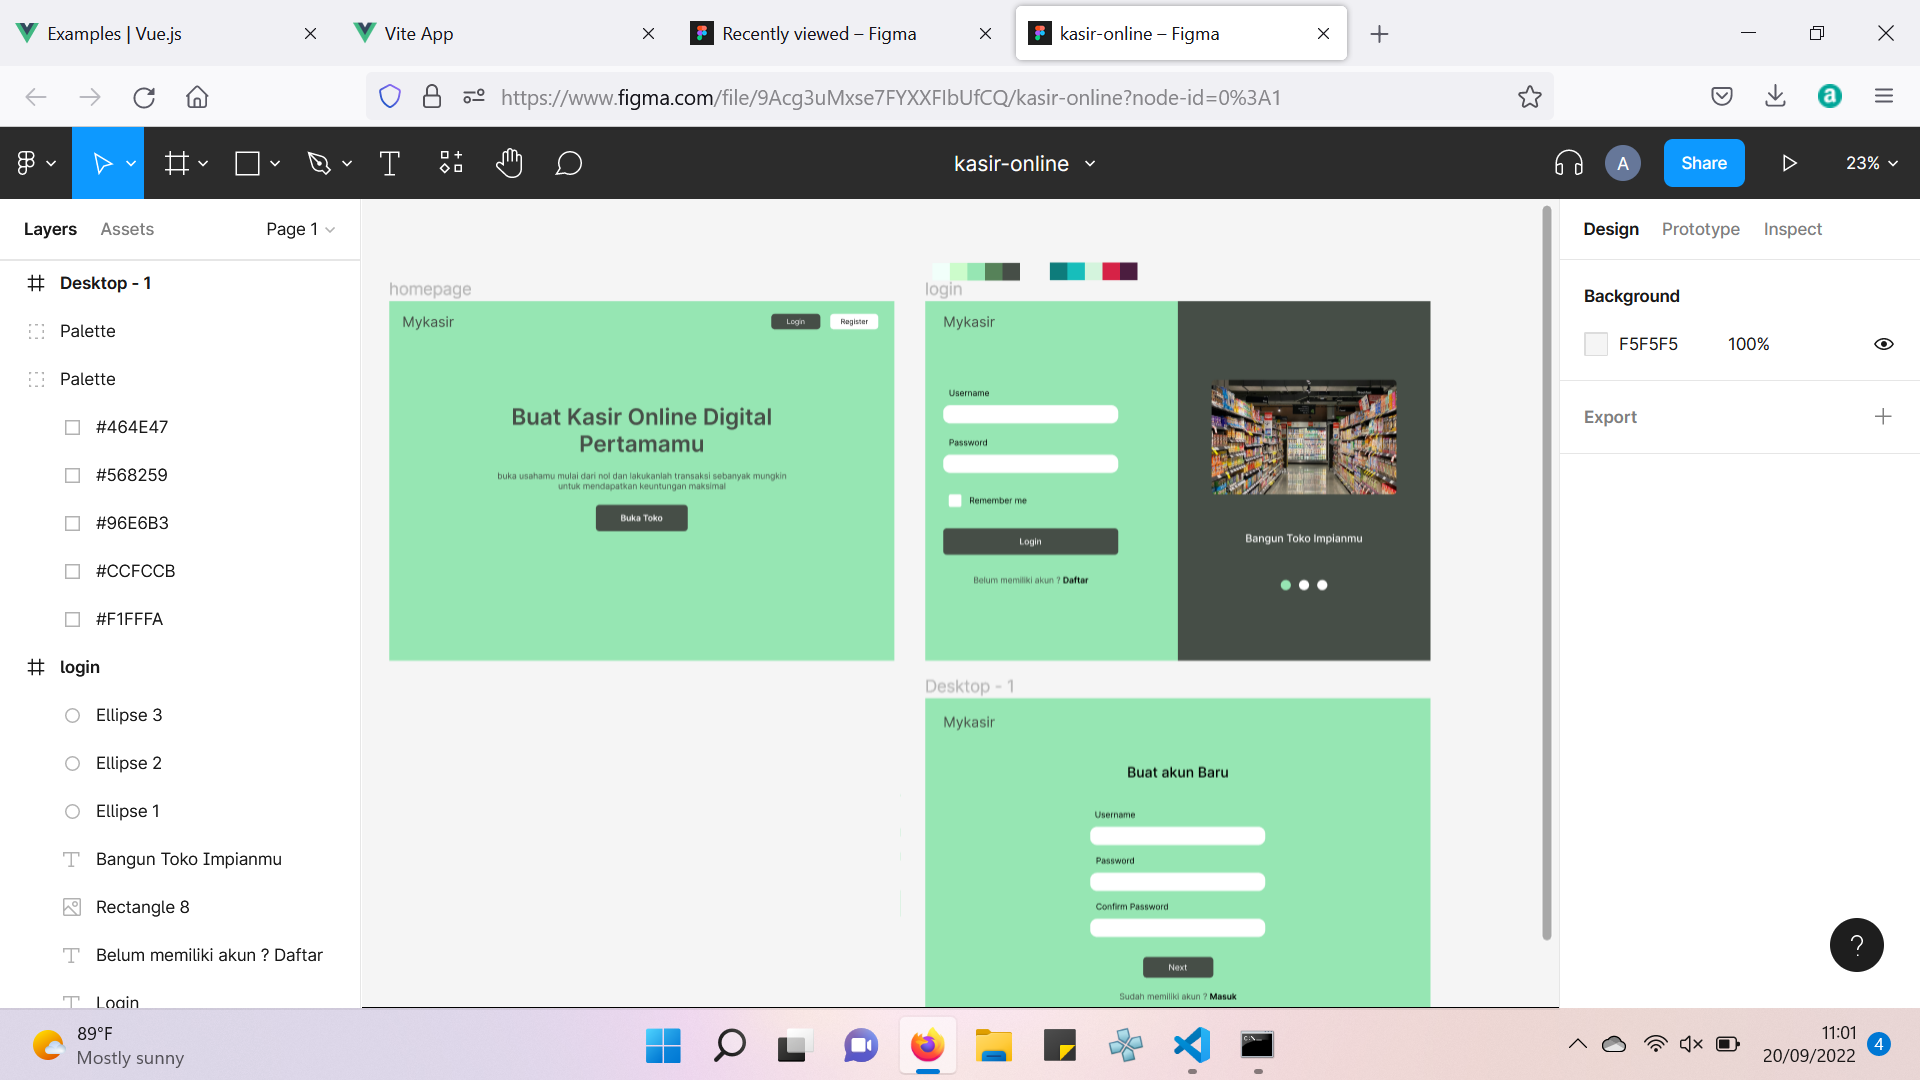 Examples | Vue.js
Vite App
Recently viewed – Figma
kasir-online – Figma
https://www.figma.com/file/9Acg3uMxse7FYXXFIbUfCQ/kasir-online?node-id=0%3A1
kasir-online
A
Share
23%
Layers
Assets
Page 1
Desktop - 1
Palette
Palette
#464E47
#568259
#96E6B3
#CCFCCB
#F1FFFA
login
Ellipse 3
Ellipse 2
Ellipse 1
Bangun Toko Impianmu
Rectangle 8
Belum memiliki akun ? Daftar
Login
homepage
Mykasir
Login
Register
Buat Kasir Online Digital
Pertamamu
buka usahamu mulai dari nol dan lakukanlah transaksi sebanyak mungkin
untuk mendapatkan keuntungan maksimal
Buka Toko
login
Mykasir
Username
Password
Remember me
Login
Belum memiliki akun ? Daftar
Bangun Toko Impianmu
Desktop - 1
Mykasir
Buat akun Baru
Username
Password
Confirm Password
Next
Sudah memiliki akun ? Masuk
Design
Prototype
Inspect
Background
F5F5F5
100%
Export
?
89°F
Mostly sunny
11:01
20/09/2022
4